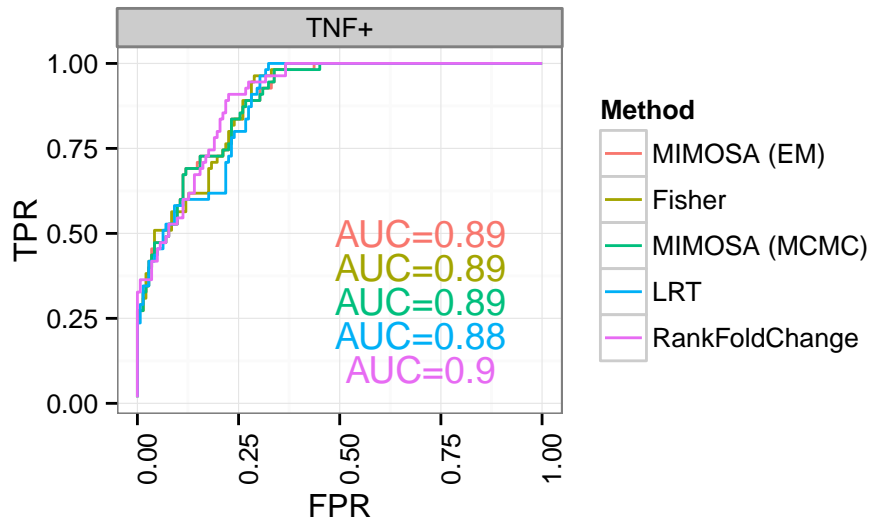 TNF+
1.00
0.75
0.50
0.25
0.00
TPR
AUC=0.89
AUC=0.89
AUC=0.89
AUC=0.88
AUC=0.9
0.00
0.25
0.50
0.75
1.00
FPR
Method
MIMOSA (EM)
Fisher
MIMOSA (MCMC)
LRT
RankFoldChange